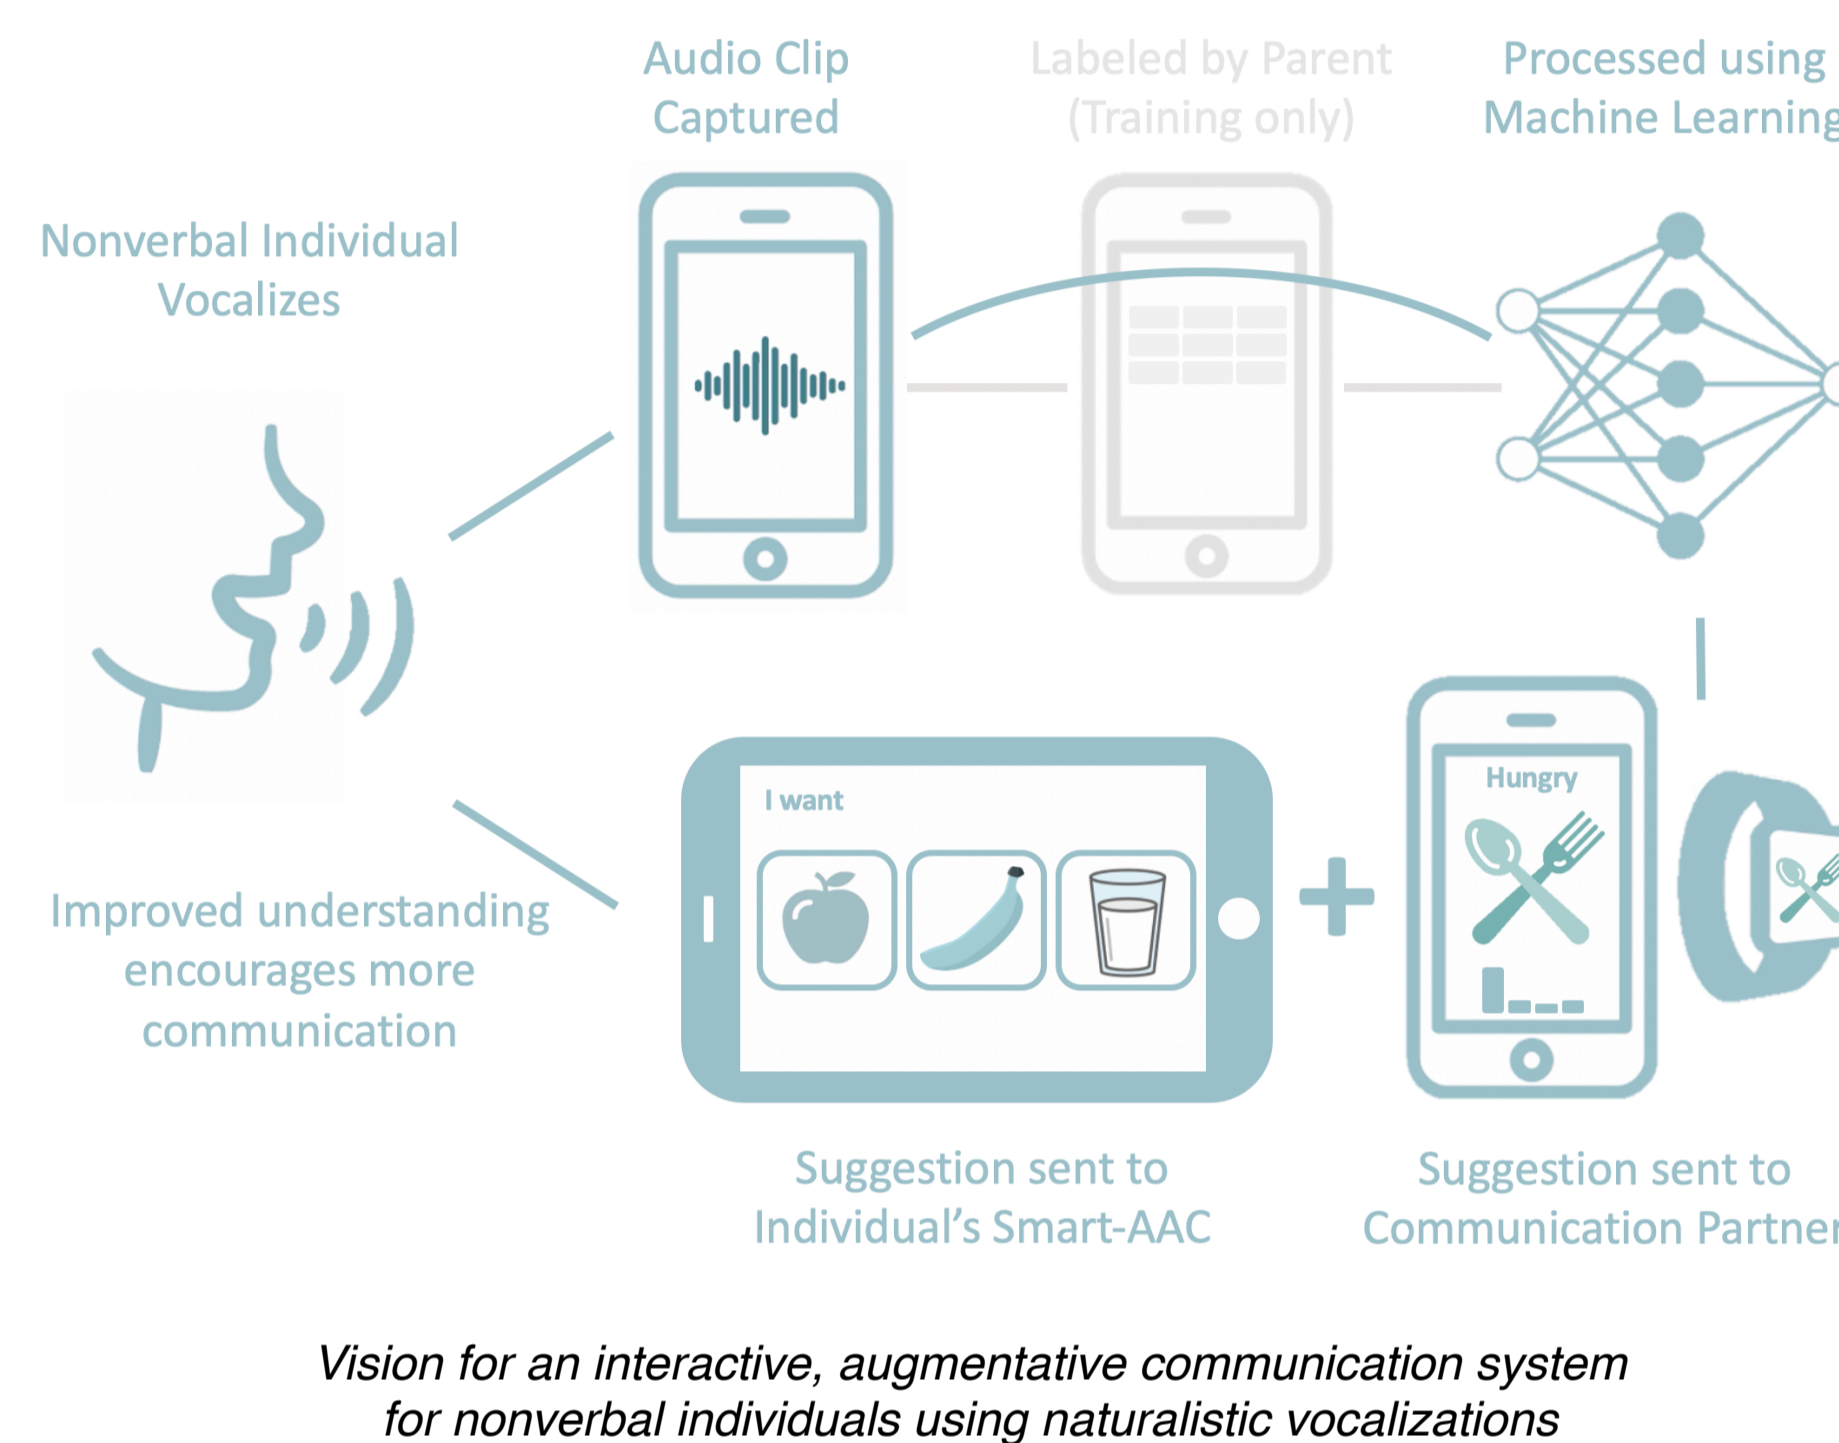 Audio Clip
Captured
Labeled by Parent
(Training only)
Processed using
Machine Learning
Nonverbal Individual
Vocalizes
Improved understanding
encourages more
communication
I want
Hungry
Suggestion sent to
Individual's Smart-AAC
Suggestion sent to
Communication Partner
Vision for an interactive, augmentative communication system
for nonverbal individuals using naturalistic vocalizations